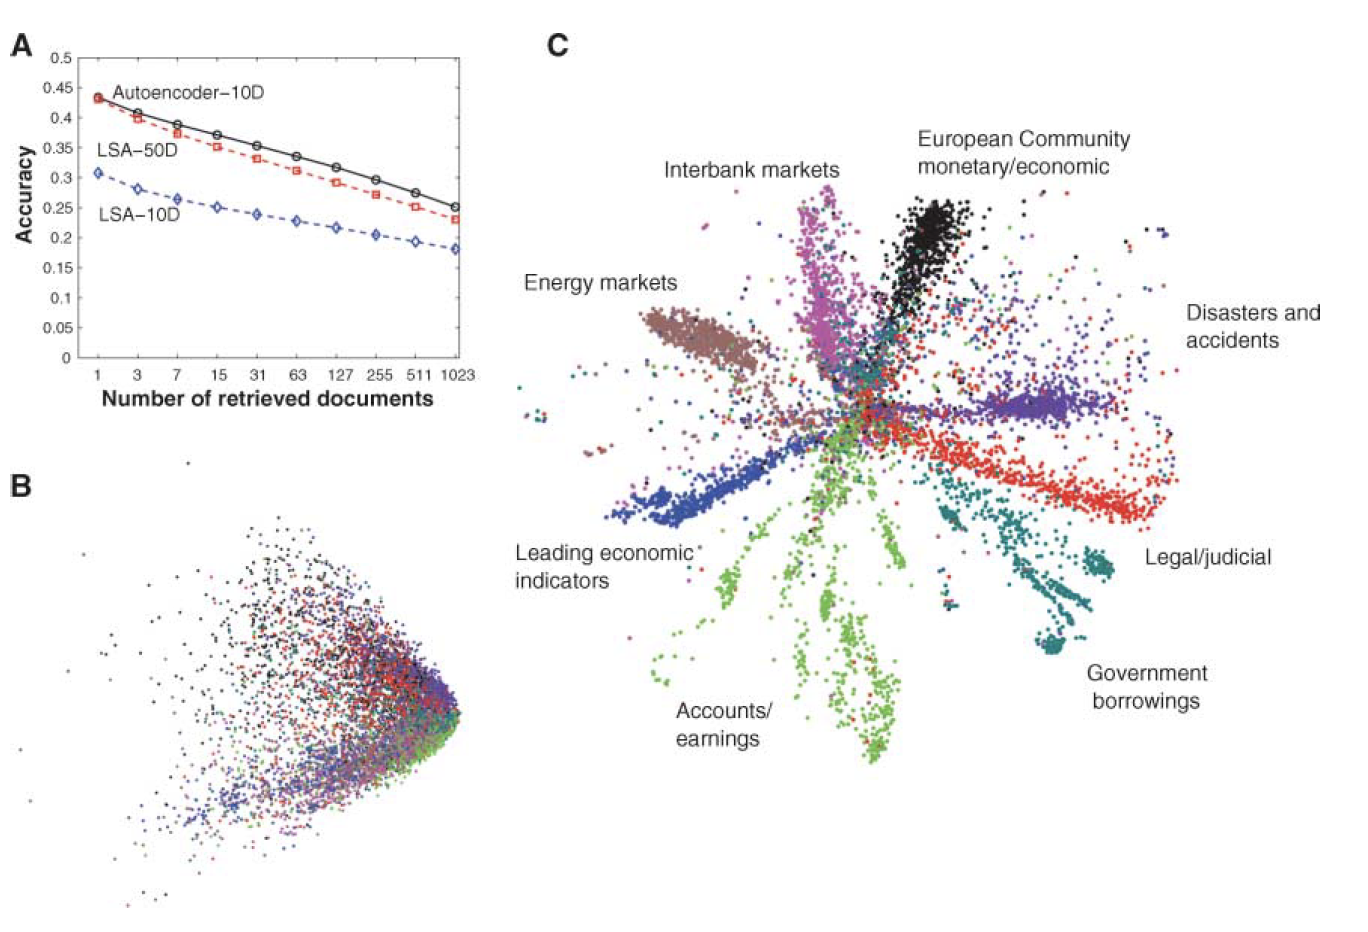 A
0.5
0.45
0.4
0.35
0.3
0.25
0.2
0.15
0.1
0.05
0
Accuracy
Autoencoder–10D
LSA–50D
LSA–10D
1 3 7 15 31 63 127 255 511 1023
Number of retrieved documents
B
C
European Community
monetary/economic
Interbank markets
Energy markets
Disasters and
accidents
Leading economic
indicators
Legal/judicial
Government
borrowings
Accounts/
earnings